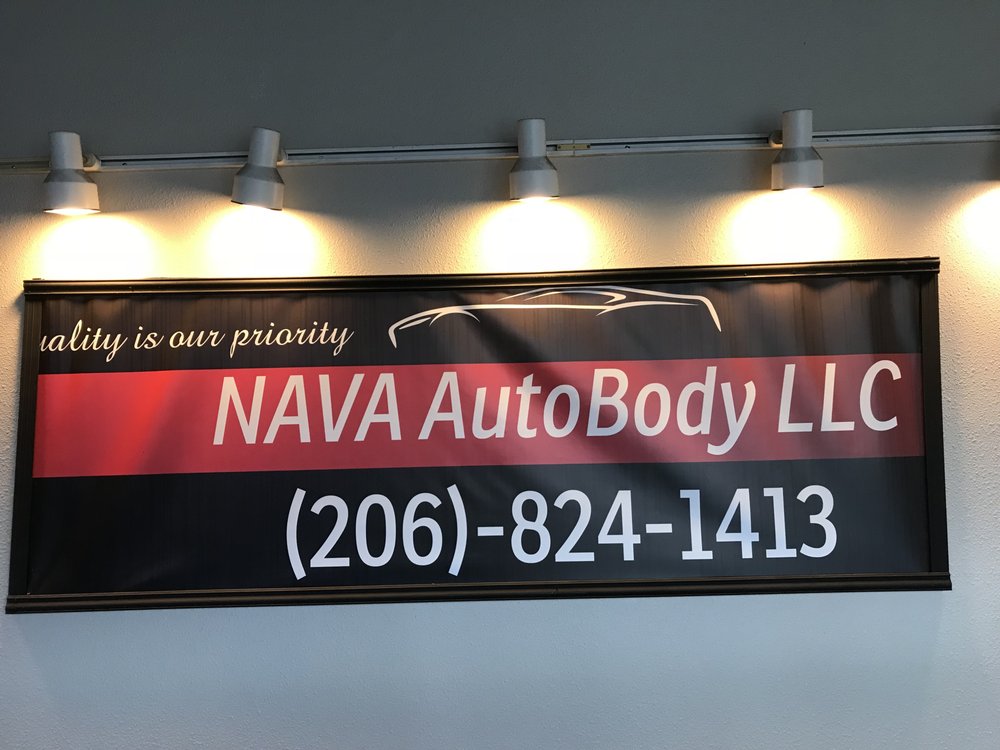 uality is our priority
NAVA AutoBody LLC
(206)-824-1413